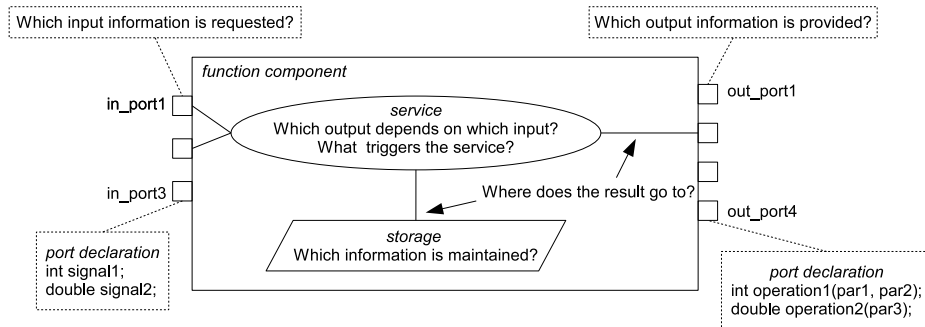 Which input information is requested?
Which output information is provided?
function component
in_port1
out_port1
service
Which output depends on which input?
What triggers the service?
in_port3
Where does the result go to?
out_port4
storage
Which information is maintained?
port declaration
int signal1;
double signal2;
port declaration
int operation1(par1, par2);
double operation2(par3);